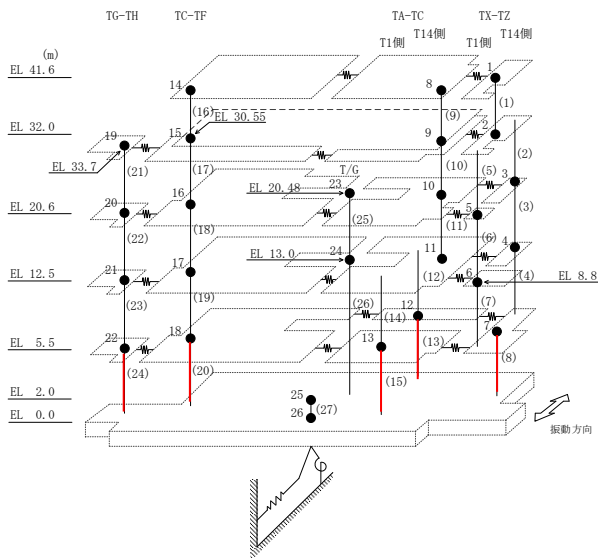 TG-TH TC-TF TA-TC TX-TZ
T1側 T14側 T1側 T14側
(m)
EL 41.6
14 8 1
(16) (9) (1)
EL 30.55
EL 32.0
19 15 9 2
EL 33.7
(21) (17) (10) (2)
T/G
(5)
EL 20.48
23 16 10 3
EL 20.6
20 5 (3)
(22) (18) (25) (11)
(6)
EL 13.0
24 11 4
EL 12.5
21 17 (12) 6 (4)
EL 8.8
(23) (19) (26) 12 (7)
(14)
EL 5.5
22 18 13 (13) 7
(24) (20) (15) (8)
EL 2.0
25
EL 0.0
26 (27)
振動方向